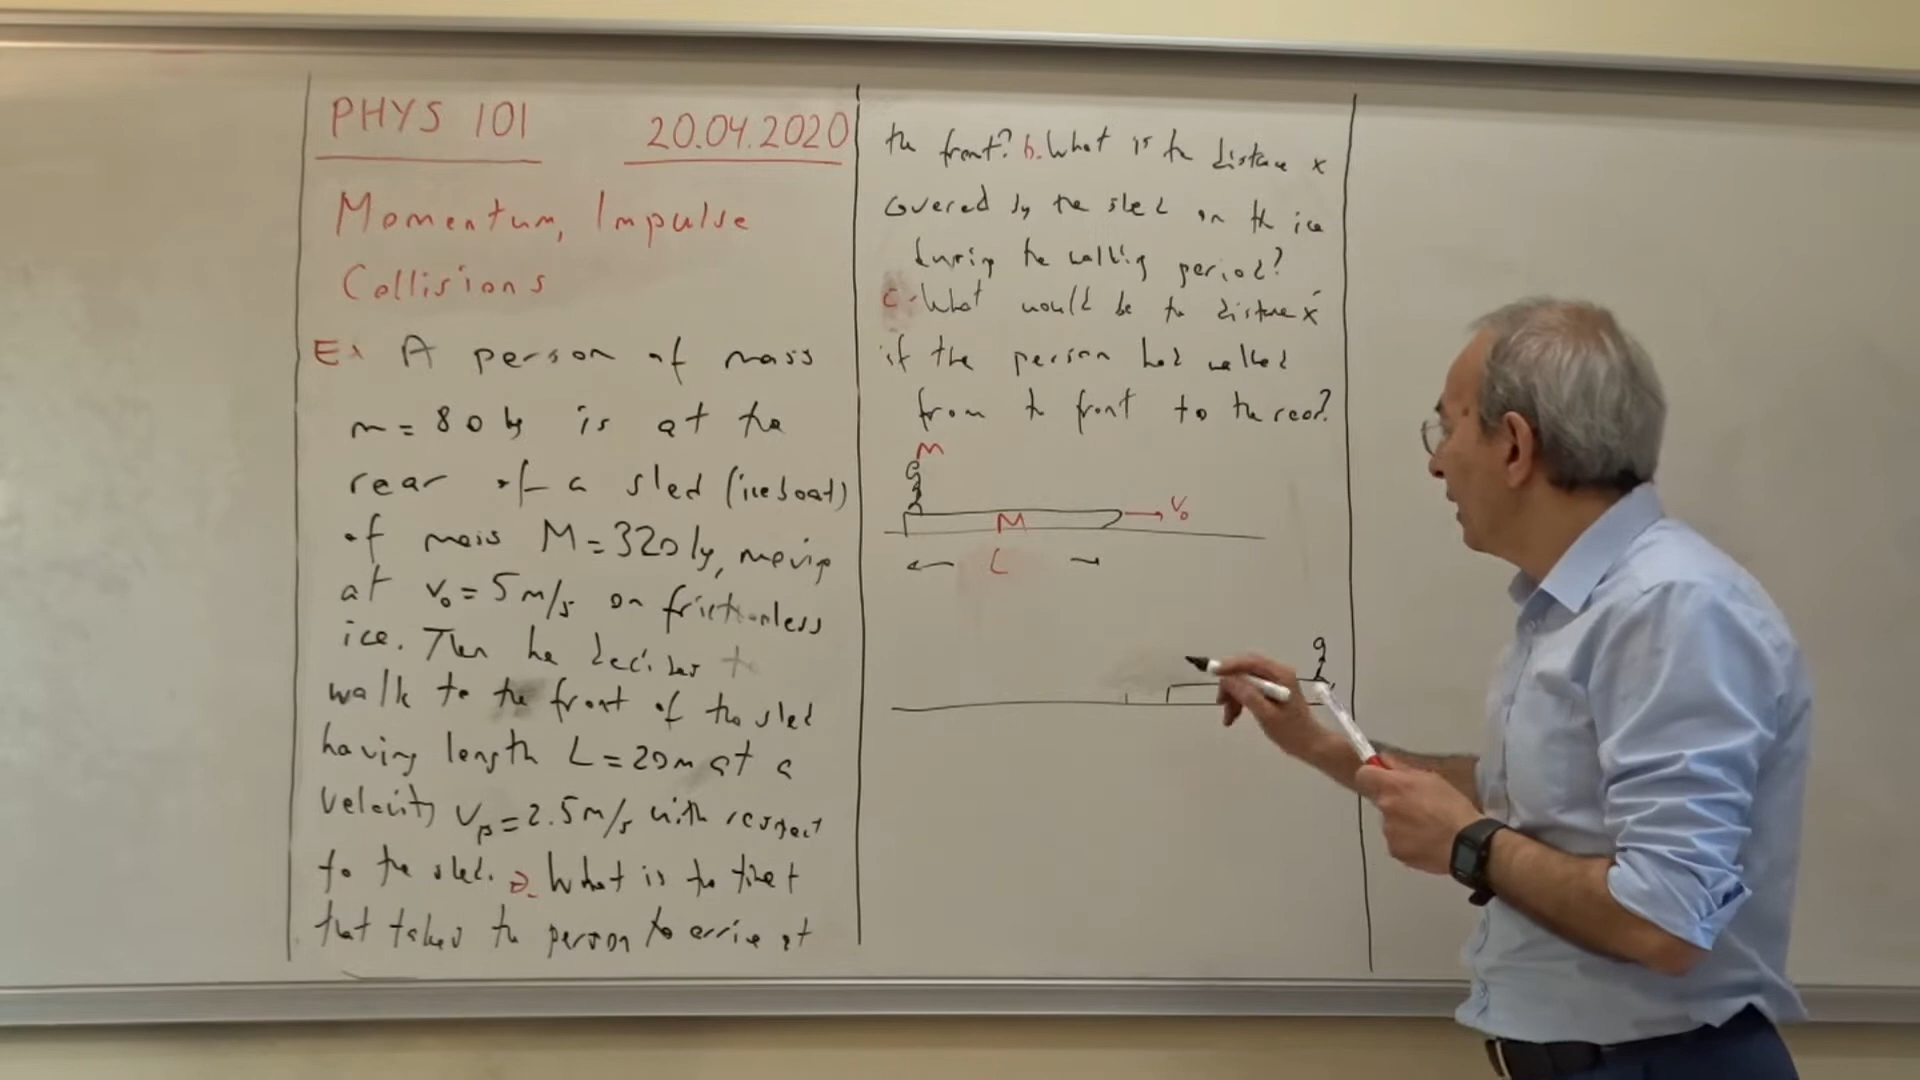 PHYS 101 20.04.2020
Momentum, Impulse
Collisions
Ex A person of mass
m = 80 kg is at the
rear of a sled (iceboat)
of mass M = 320 kg, moving
at v₀ = 5 m/s on frictionless
ice. Then he decides to
walk to the front of the sled
having length L = 20m at a
velocity vₚ = 2.5 m/s with respect
to the sled. a- What is the time t
that takes the person to arrive at
the front? b. What is the distance x
covered by the sled on the ice
during the walking period?
c- What would be the distance x'
if the person had walked
from the front to the rear?
m
M v₀
L